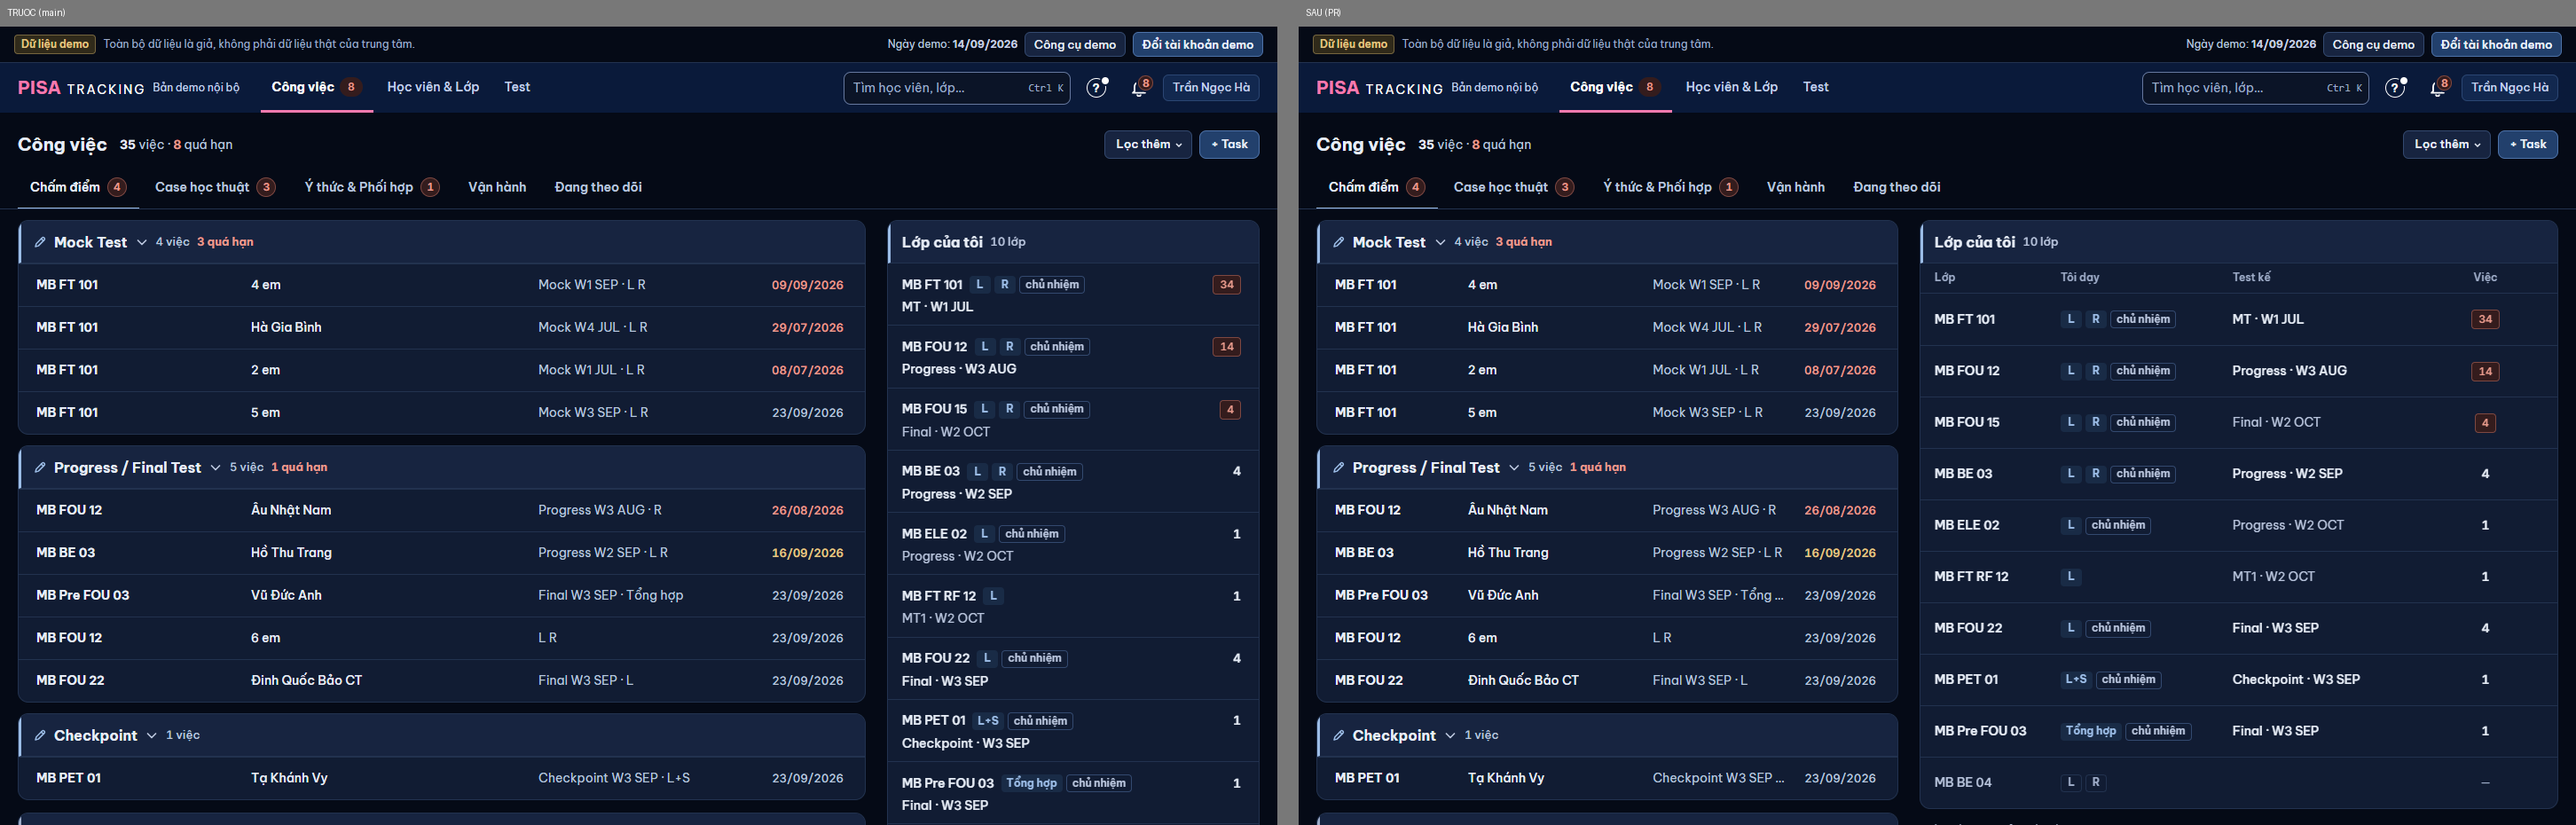 TRUOC (main)
Dữ liệu demo Toàn bộ dữ liệu là giả, không phải dữ liệu thật của trung tâm. Ngày demo: 14/09/2026 Công cụ demo Đổi tài khoản demo
PISA TRACKING Bản demo nội bộ Công việc 8 Học viên & Lớp Test Tìm học viên, lớp... Ctrl K ? 8 Trần Ngọc Hà
Công việc 35 việc · 8 quá hạn Lọc thêm + Task
Chấm điểm 4 Case học thuật 3 Ý thức & Phối hợp 1 Vận hành Đang theo dõi
Mock Test 4 việc 3 quá hạn
MB FT 101 4 em Mock W1 SEP · L R 09/09/2026
MB FT 101 Hà Gia Bình Mock W4 JUL · L R 29/07/2026
MB FT 101 2 em Mock W1 JUL · L R 08/07/2026
MB FT 101 5 em Mock W3 SEP · L R 23/09/2026
Progress / Final Test 5 việc 1 quá hạn
MB FOU 12 Âu Nhật Nam Progress W3 AUG · R 26/08/2026
MB BE 03 Hồ Thu Trang Progress W2 SEP · L R 16/09/2026
MB Pre FOU 03 Vũ Đức Anh Final W3 SEP · Tổng hợp 23/09/2026
MB FOU 12 6 em L R 23/09/2026
MB FOU 22 Đinh Quốc Bảo CT Final W3 SEP · L 23/09/2026
Checkpoint 1 việc
MB PET 01 Tạ Khánh Vy Checkpoint W3 SEP · L+S 23/09/2026
Lớp của tôi 10 lớp
MB FT 101 L R chủ nhiệm 34
MT · W1 JUL
MB FOU 12 L R chủ nhiệm 14
Progress · W3 AUG
MB FOU 15 L R chủ nhiệm 4
Final · W2 OCT
MB BE 03 L R chủ nhiệm 4
Progress · W2 SEP
MB ELE 02 L chủ nhiệm 1
Progress · W2 OCT
MB FT RF 12 L 1
MT1 · W2 OCT
MB FOU 22 L chủ nhiệm 4
Final · W3 SEP
MB PET 01 L+S chủ nhiệm 1
Checkpoint · W3 SEP
MB Pre FOU 03 Tổng hợp chủ nhiệm 1
Final · W3 SEP
SAU (PR)
Dữ liệu demo Toàn bộ dữ liệu là giả, không phải dữ liệu thật của trung tâm. Ngày demo: 14/09/2026 Công cụ demo Đổi tài khoản demo
PISA TRACKING Bản demo nội bộ Công việc 8 Học viên & Lớp Test Tìm học viên, lớp... Ctrl K ? 8 Trần Ngọc Hà
Công việc 35 việc · 8 quá hạn Lọc thêm + Task
Chấm điểm 4 Case học thuật 3 Ý thức & Phối hợp 1 Vận hành Đang theo dõi
Mock Test 4 việc 3 quá hạn
MB FT 101 4 em Mock W1 SEP · L R 09/09/2026
MB FT 101 Hà Gia Bình Mock W4 JUL · L R 29/07/2026
MB FT 101 2 em Mock W1 JUL · L R 08/07/2026
MB FT 101 5 em Mock W3 SEP · L R 23/09/2026
Progress / Final Test 5 việc 1 quá hạn
MB FOU 12 Âu Nhật Nam Progress W3 AUG · R 26/08/2026
MB BE 03 Hồ Thu Trang Progress W2 SEP · L R 16/09/2026
MB Pre FOU 03 Vũ Đức Anh Final W3 SEP · Tổng ... 23/09/2026
MB FOU 12 6 em L R 23/09/2026
MB FOU 22 Đinh Quốc Bảo CT Final W3 SEP · L 23/09/2026
Checkpoint 1 việc
MB PET 01 Tạ Khánh Vy Checkpoint W3 SEP ... 23/09/2026
Lớp của tôi 10 lớp
Lớp Tôi dạy Test kế Việc
MB FT 101 L R chủ nhiệm MT · W1 JUL 34
MB FOU 12 L R chủ nhiệm Progress · W3 AUG 14
MB FOU 15 L R chủ nhiệm Final · W2 OCT 4
MB BE 03 L R chủ nhiệm Progress · W2 SEP 4
MB ELE 02 L chủ nhiệm Progress · W2 OCT 1
MB FT RF 12 L MT1 · W2 OCT 1
MB FOU 22 L chủ nhiệm Final · W3 SEP 4
MB PET 01 L+S chủ nhiệm Checkpoint · W3 SEP 1
MB Pre FOU 03 Tổng hợp chủ nhiệm Final · W3 SEP 1
MB BE 04 L R —